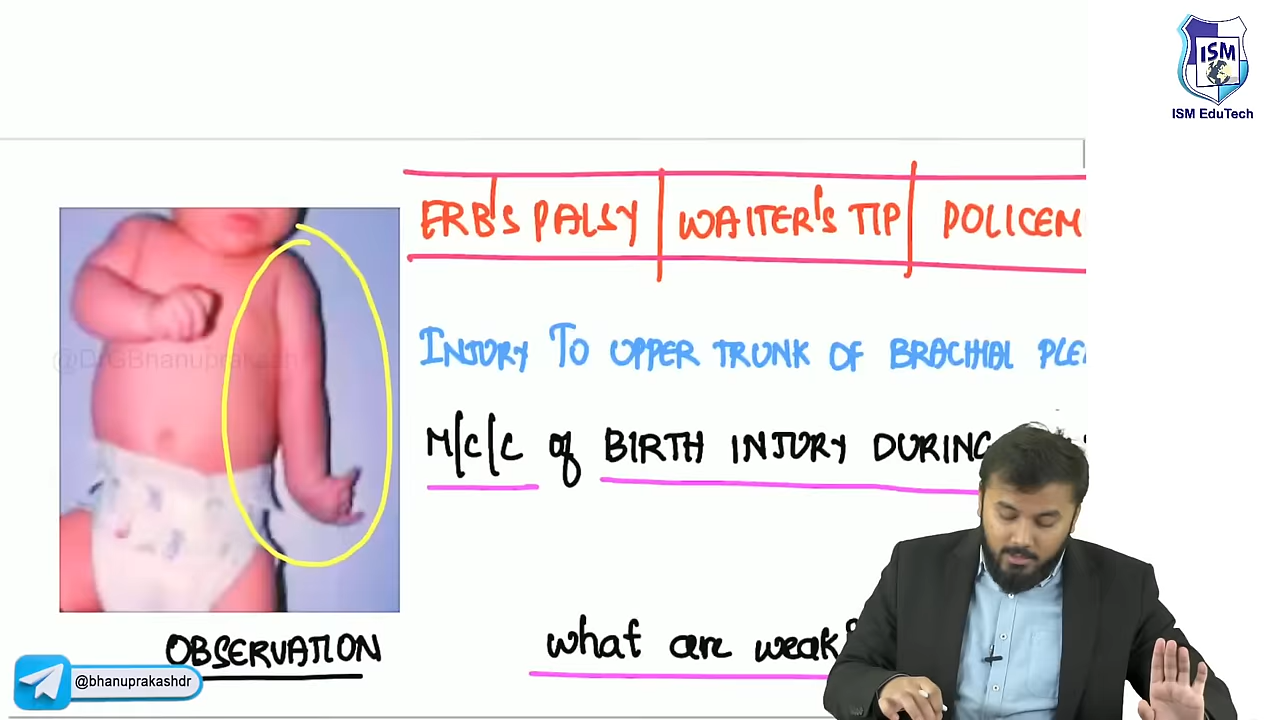 ISM
ISM EduTech
ERB'S PALSY | WAITER'S TIP | POLICEM
INJURY TO UPPER TRUNK OF BRACHIAL PLE
@DrGBhanuprakash
M/C/C of BIRTH INJURY DURING
OBSERVATION
what are weak?
@bhanuprakashdr